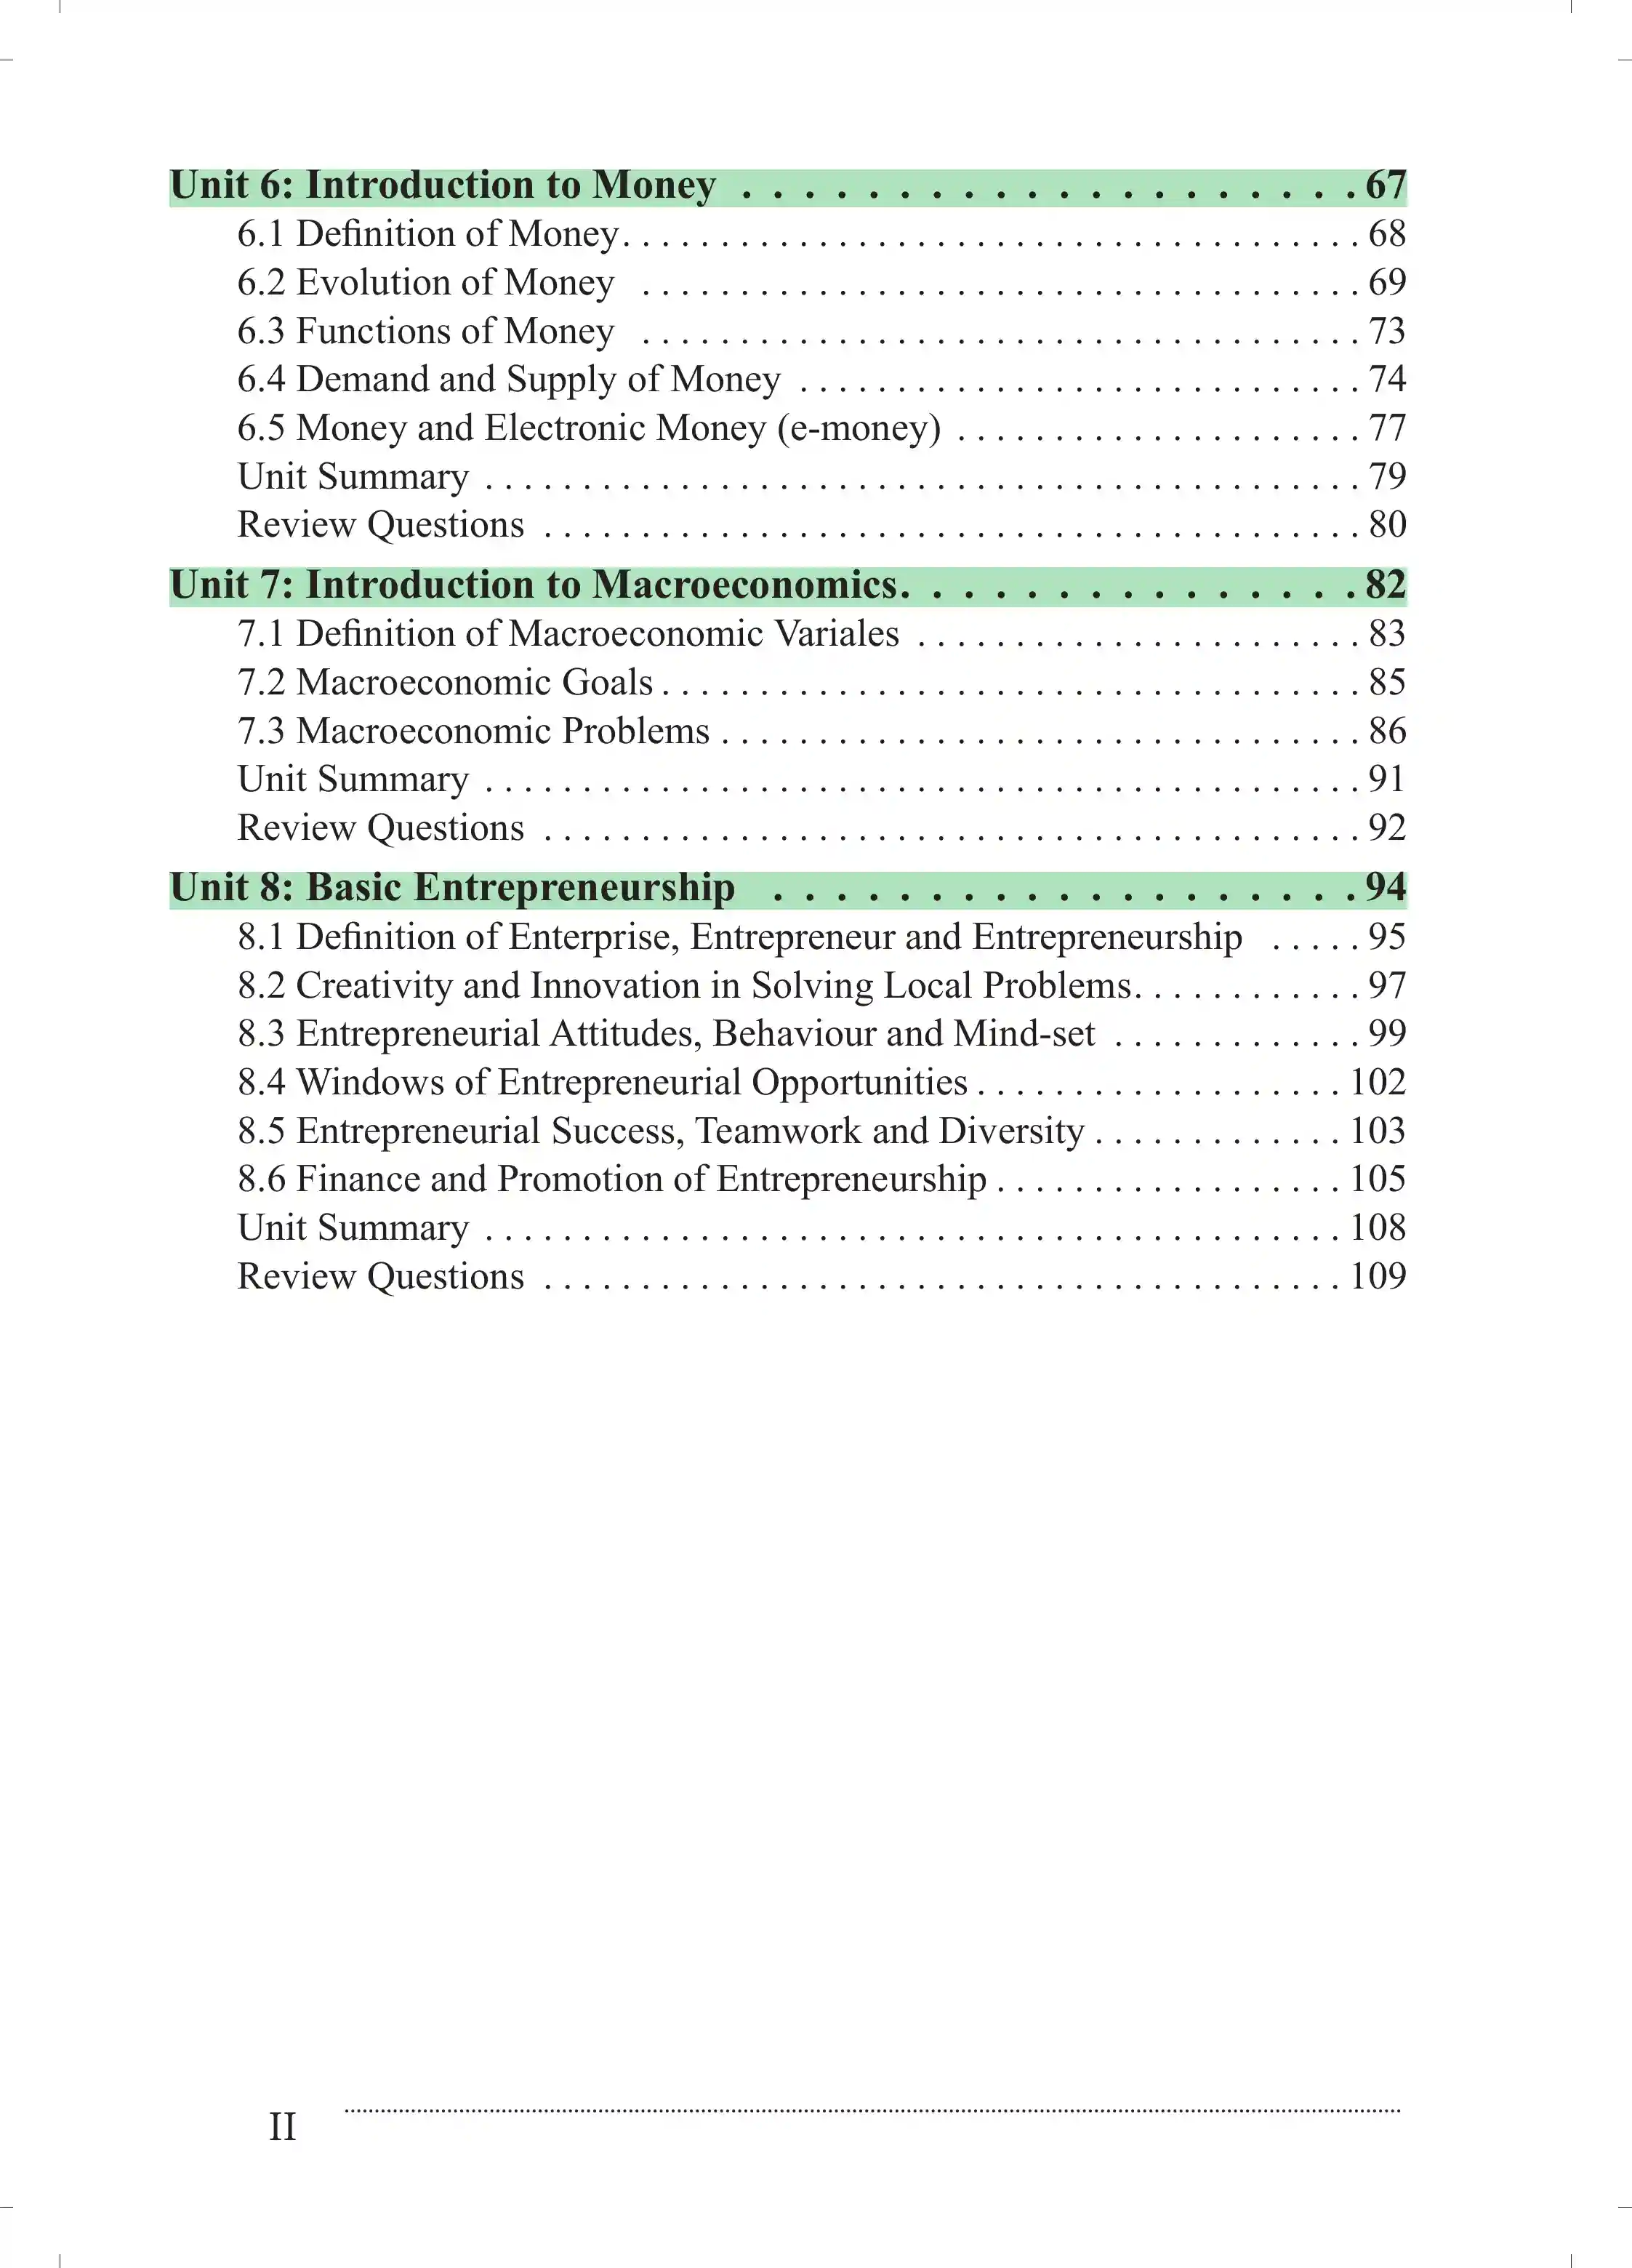 Unit 6: Introduction to Money . . . . . . . . . . . . . . . . . . . . 67
6.1 Definition of Money. . . . . . . . . . . . . . . . . . . . . . . . . . . . . . . . . . . . . . 68
6.2 Evolution of Money . . . . . . . . . . . . . . . . . . . . . . . . . . . . . . . . . . . . . 69
6.3 Functions of Money . . . . . . . . . . . . . . . . . . . . . . . . . . . . . . . . . . . . . 73
6.4 Demand and Supply of Money . . . . . . . . . . . . . . . . . . . . . . . . . . . . . 74
6.5 Money and Electronic Money (e-money) . . . . . . . . . . . . . . . . . . . . . 77
Unit Summary . . . . . . . . . . . . . . . . . . . . . . . . . . . . . . . . . . . . . . . . . . . . . 79
Review Questions . . . . . . . . . . . . . . . . . . . . . . . . . . . . . . . . . . . . . . . . . . 80
Unit 7: Introduction to Macroeconomics. . . . . . . . . . . . . . . 82
7.1 Definition of Macroeconomic Variales . . . . . . . . . . . . . . . . . . . . . . . 83
7.2 Macroeconomic Goals . . . . . . . . . . . . . . . . . . . . . . . . . . . . . . . . . . . . 85
7.3 Macroeconomic Problems . . . . . . . . . . . . . . . . . . . . . . . . . . . . . . . . . 86
Unit Summary . . . . . . . . . . . . . . . . . . . . . . . . . . . . . . . . . . . . . . . . . . . . . 91
Review Questions . . . . . . . . . . . . . . . . . . . . . . . . . . . . . . . . . . . . . . . . . . 92
Unit 8: Basic Entrepreneurship . . . . . . . . . . . . . . . . . . . 94
8.1 Definition of Enterprise, Entrepreneur and Entrepreneurship . . . . . 95
8.2 Creativity and Innovation in Solving Local Problems. . . . . . . . . . . . 97
8.3 Entrepreneurial Attitudes, Behaviour and Mind-set . . . . . . . . . . . . . 99
8.4 Windows of Entrepreneurial Opportunities . . . . . . . . . . . . . . . . . . . 102
8.5 Entrepreneurial Success, Teamwork and Diversity . . . . . . . . . . . . . 103
8.6 Finance and Promotion of Entrepreneurship . . . . . . . . . . . . . . . . . . 105
Unit Summary . . . . . . . . . . . . . . . . . . . . . . . . . . . . . . . . . . . . . . . . . . . . 108
Review Questions . . . . . . . . . . . . . . . . . . . . . . . . . . . . . . . . . . . . . . . . . 109
II